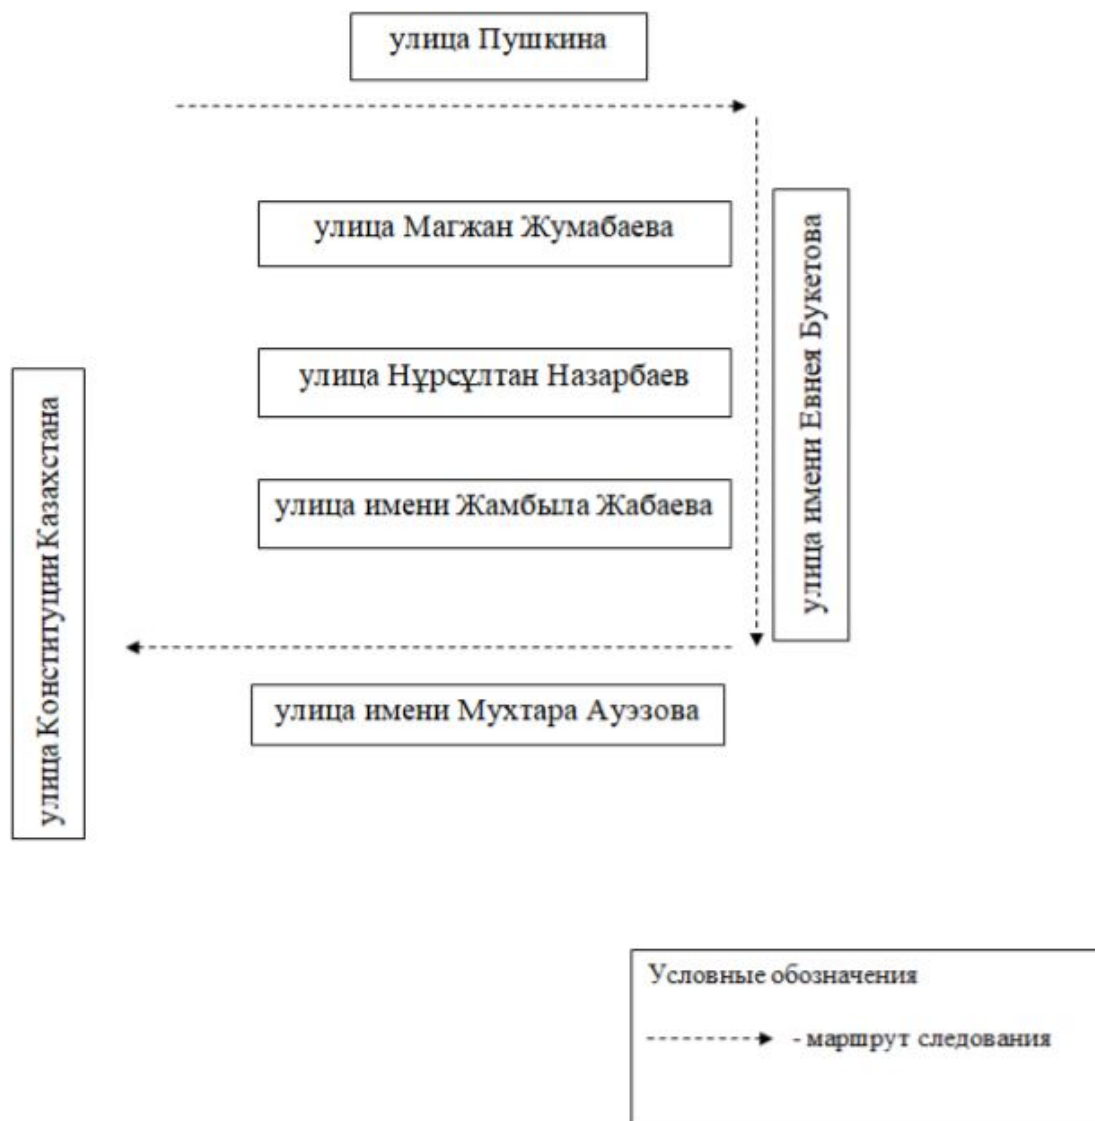 улица Пушкина
улица Магжан Жумабаева
улица имени Евнея Букетова
улица Нұрсұлтан Назарбаев
улица Конституции Казахстана
улица имени Жамбыла Жабаева
улица имени Мухтара Ауэзова
Условные обозначения
- маршрут следования